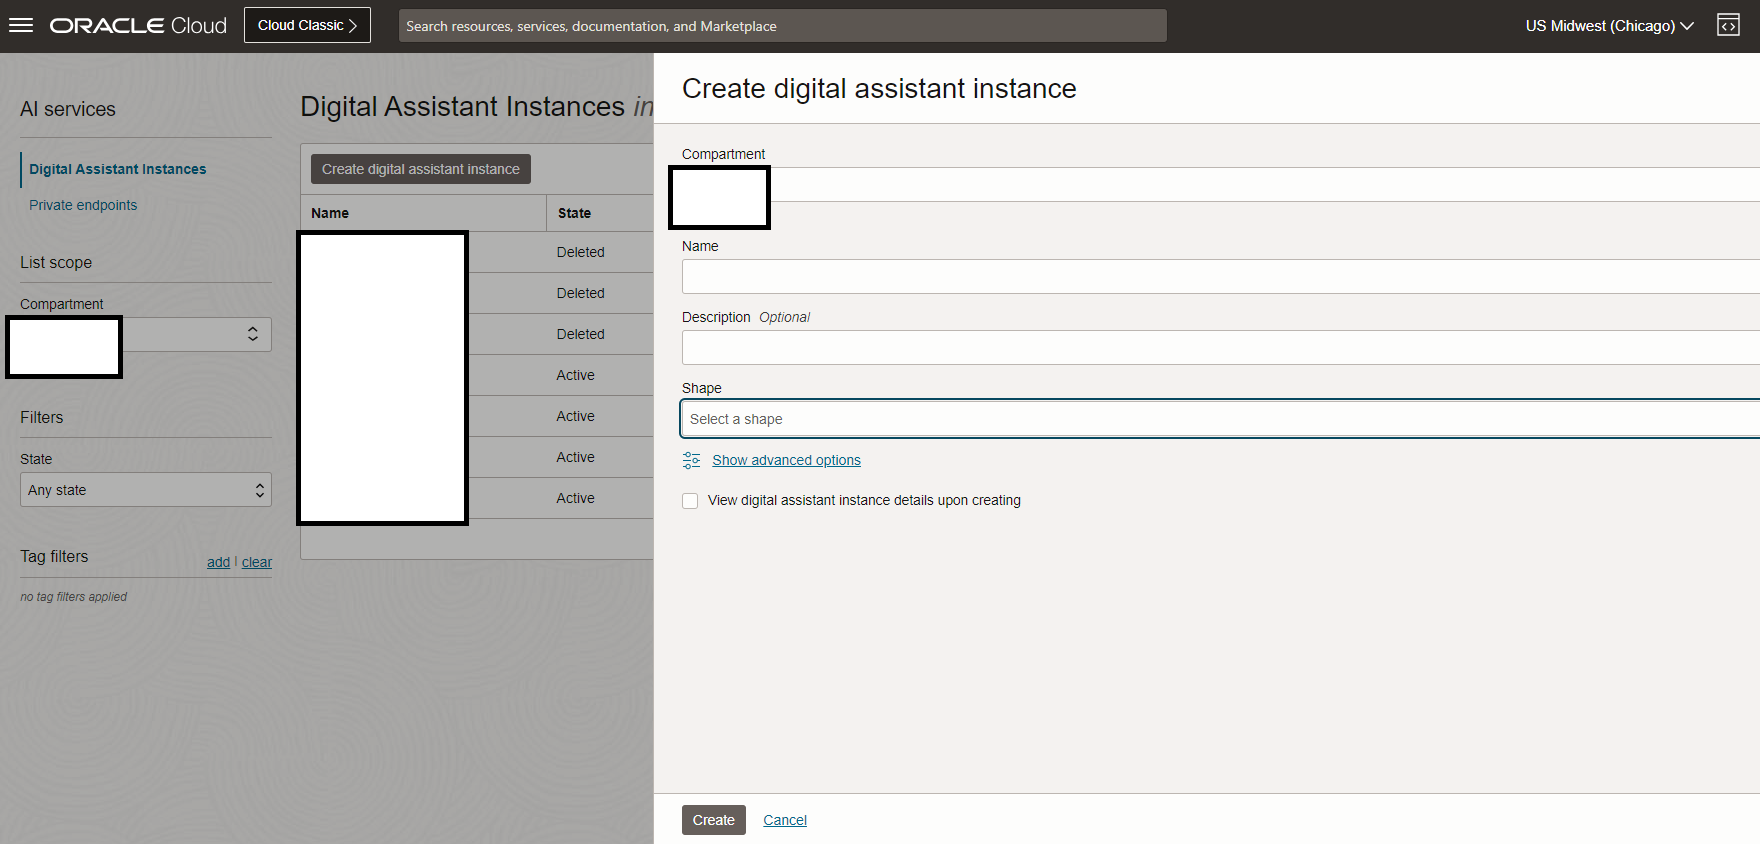 ORACLE Cloud
Cloud Classic
Search resources, services, documentation, and Marketplace
US Midwest (Chicago)
AI services
Digital Assistant Instances
Private endpoints
List scope
Compartment
Filters
State
Any state
Tag filters
add | clear
no tag filters applied
Digital Assistant Instances in
Create digital assistant instance
Name State
Deleted
Deleted
Deleted
Active
Active
Active
Active
Create digital assistant instance
Compartment
Name
Description Optional
Shape
Select a shape
Show advanced options
View digital assistant instance details upon creating
Create Cancel